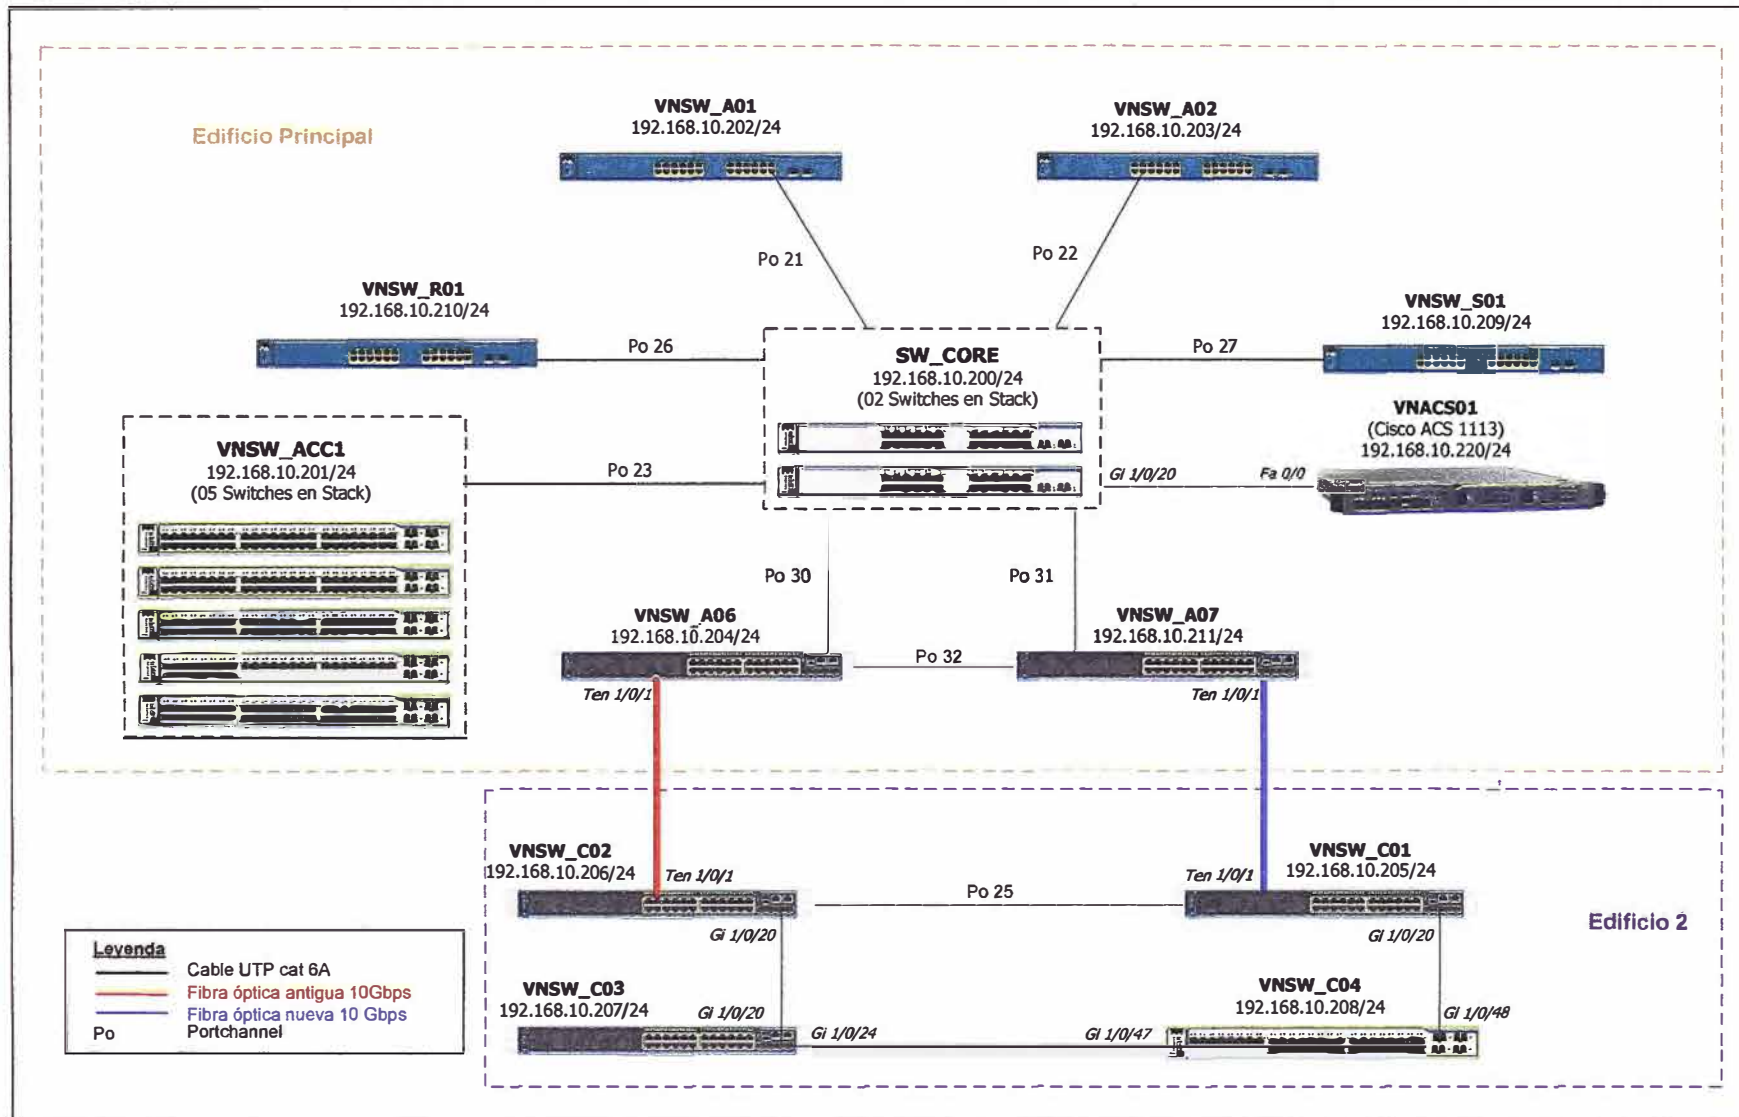 Edificio Principal
VNSW_A01
192.168.10.202/24
VNSW_A02
192.168.10.203/24
Po 21
Po 22
VNSW_R01
192.168.10.210/24
Po 26
VNSW_S01
192.168.10.209/24
Po 27
SW_CORE
192.168.10.200/24
(02 Switches en Stack)
VNACS01
(Cisco ACS 1113)
192.168.10.220/24
Gi 1/0/20
Fa 0/0
VNSW_ACC1
192.168.10.201/24
(05 Switches en Stack)
Po 23
Po 30
Po 31
VNSW_A06
192.168.10.204/24
VNSW_A07
192.168.10.211/24
Po 32
Ten 1/0/1
Ten 1/0/1
VNSW_C02
192.168.10.206/24
Ten 1/0/1
VNSW_C01
192.168.10.205/24
Ten 1/0/1
Po 25
Edificio 2
Gi 1/0/20
Gi 1/0/20
VNSW_C03
192.168.10.207/24
Gi 1/0/20
Gi 1/0/24
VNSW_C04
192.168.10.208/24
Gi 1/0/47
Gi 1/0/48
Leyenda
Cable UTP cat 6A
Fibra óptica antigua 10Gbps
Fibra óptica nueva 10 Gbps
Po Portchannel